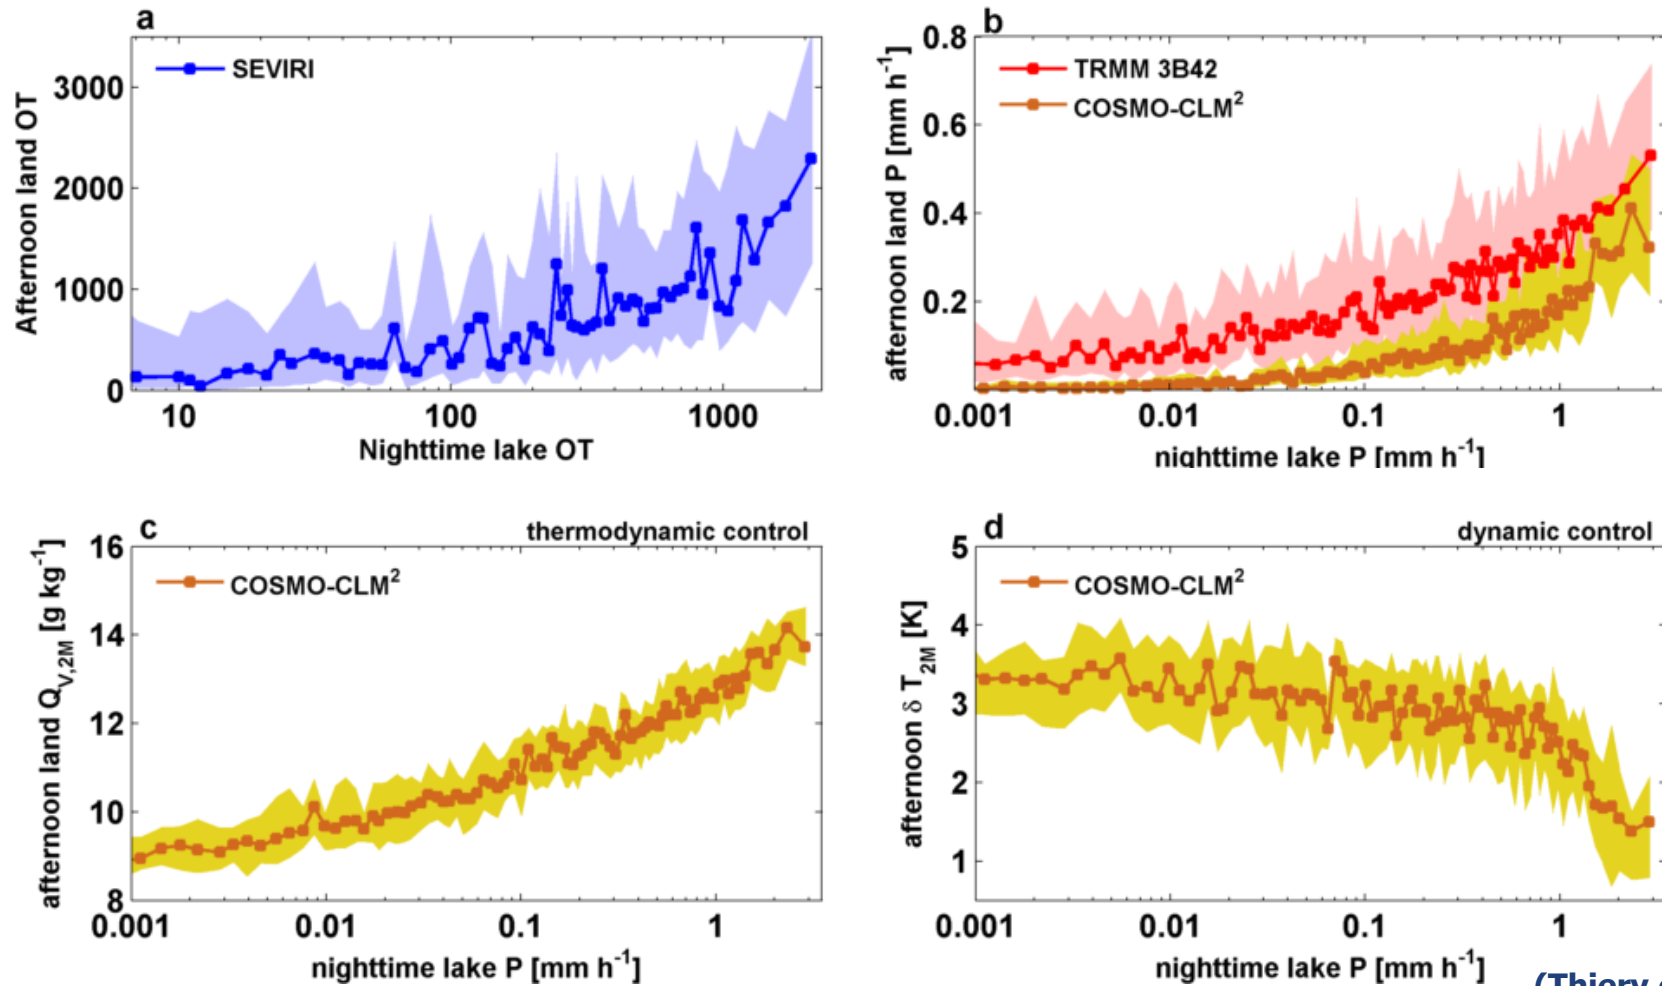 a
SEVIRI
Afternoon land OT
3000
2000
1000
0
10 100 1000
Nighttime lake OT
b
TRMM 3B42
COSMO-CLM²
afternoon land P [mm h⁻¹]
0.8
0.6
0.4
0.2
0.001 0.01 0.1 1
nighttime lake P [mm h⁻¹]
c
thermodynamic control
COSMO-CLM²
afternoon land Q_V,2M [g kg⁻¹]
16
14
12
10
8
0.001 0.01 0.1 1
nighttime lake P [mm h⁻¹]
d
dynamic control
COSMO-CLM²
afternoon δ T_2M [K]
5
4
3
2
1
0.001 0.01 0.1 1
nighttime lake P [mm h⁻¹]
(Thiery